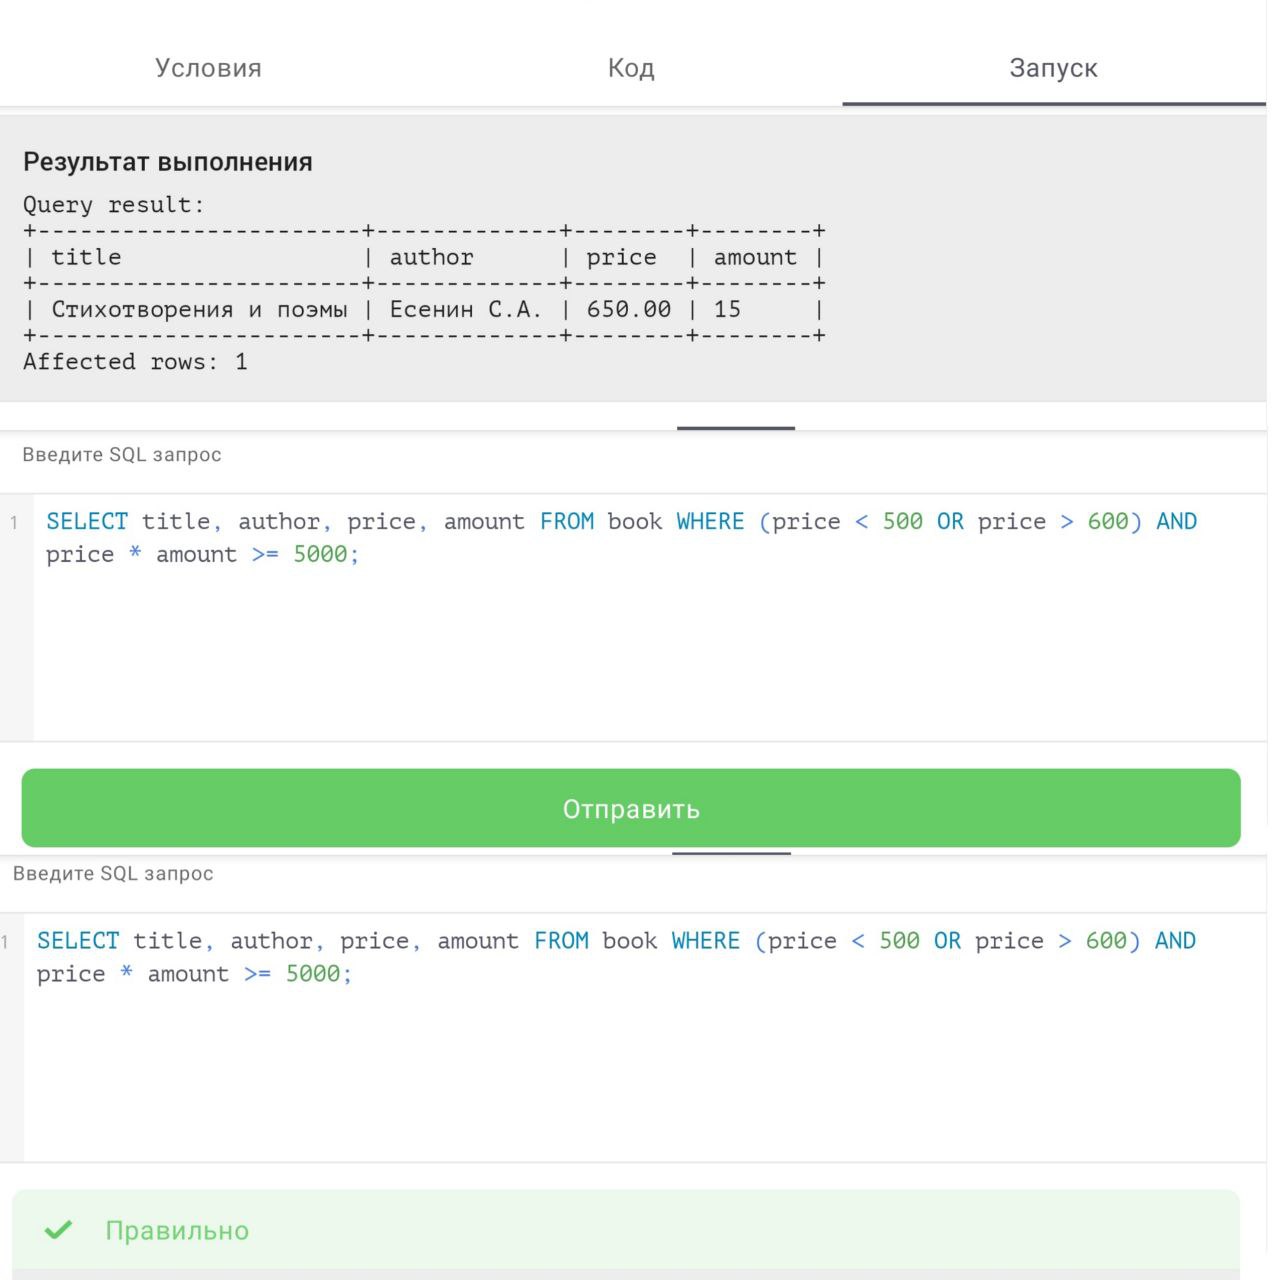 Условия Код Запуск
Результат выполнения
Query result:
+-----------------------+-------------+--------+--------+
| title                 | author      | price  | amount |
+-----------------------+-------------+--------+--------+
| Стихотворения и поэмы | Есенин С.А. | 650.00 | 15     |
+-----------------------+-------------+--------+--------+
Affected rows: 1
Введите SQL запрос
1 SELECT title, author, price, amount FROM book WHERE (price < 500 OR price > 600) AND
price * amount >= 5000;
Отправить
Введите SQL запрос
1 SELECT title, author, price, amount FROM book WHERE (price < 500 OR price > 600) AND
price * amount >= 5000;
Правильно